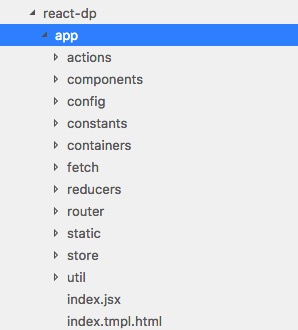 react-dp
app
actions
components
config
constants
containers
fetch
reducers
router
static
store
util
index.jsx
index.tmpl.html